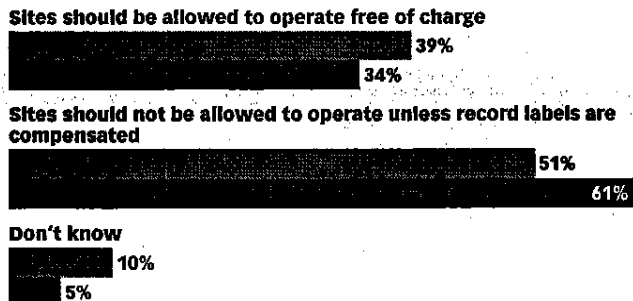 Sites should be allowed to operate free of charge
39%
34%
Sites should not be allowed to operate unless record labels are
compensated
51%
61%
Don't know
10%
5%